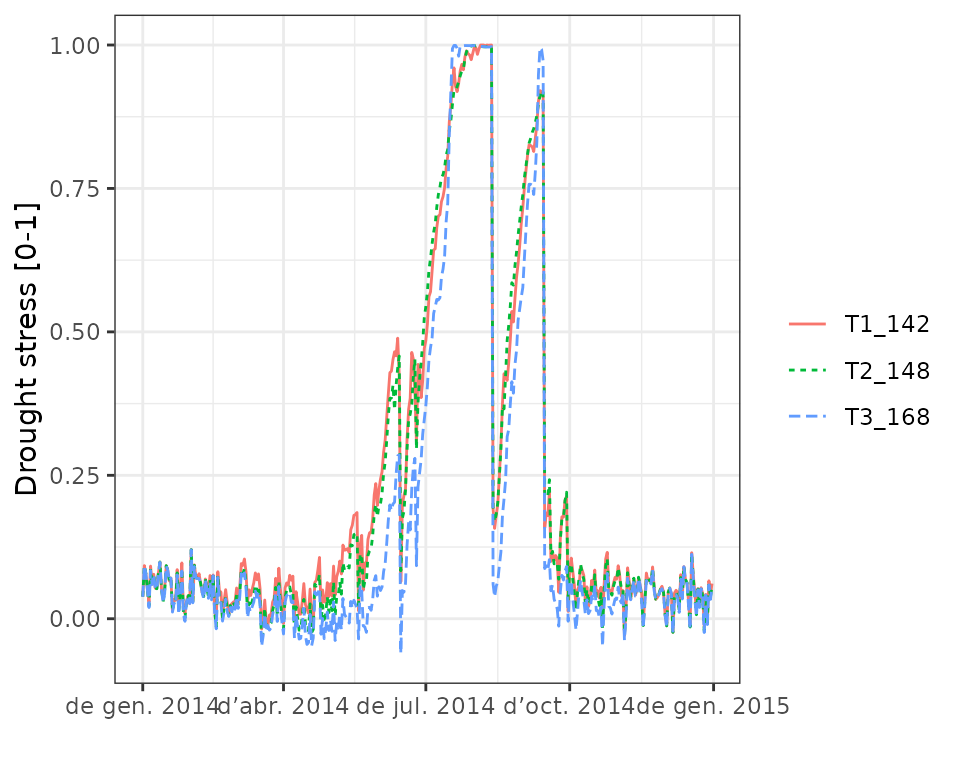 Drought stress [0-1]
1.00
0.75
0.50
0.25
0.00
de gen. 2014 d’abr. 2014 de jul. 2014 d’oct. 2014 de gen. 2015
T1_142
T2_148
T3_168